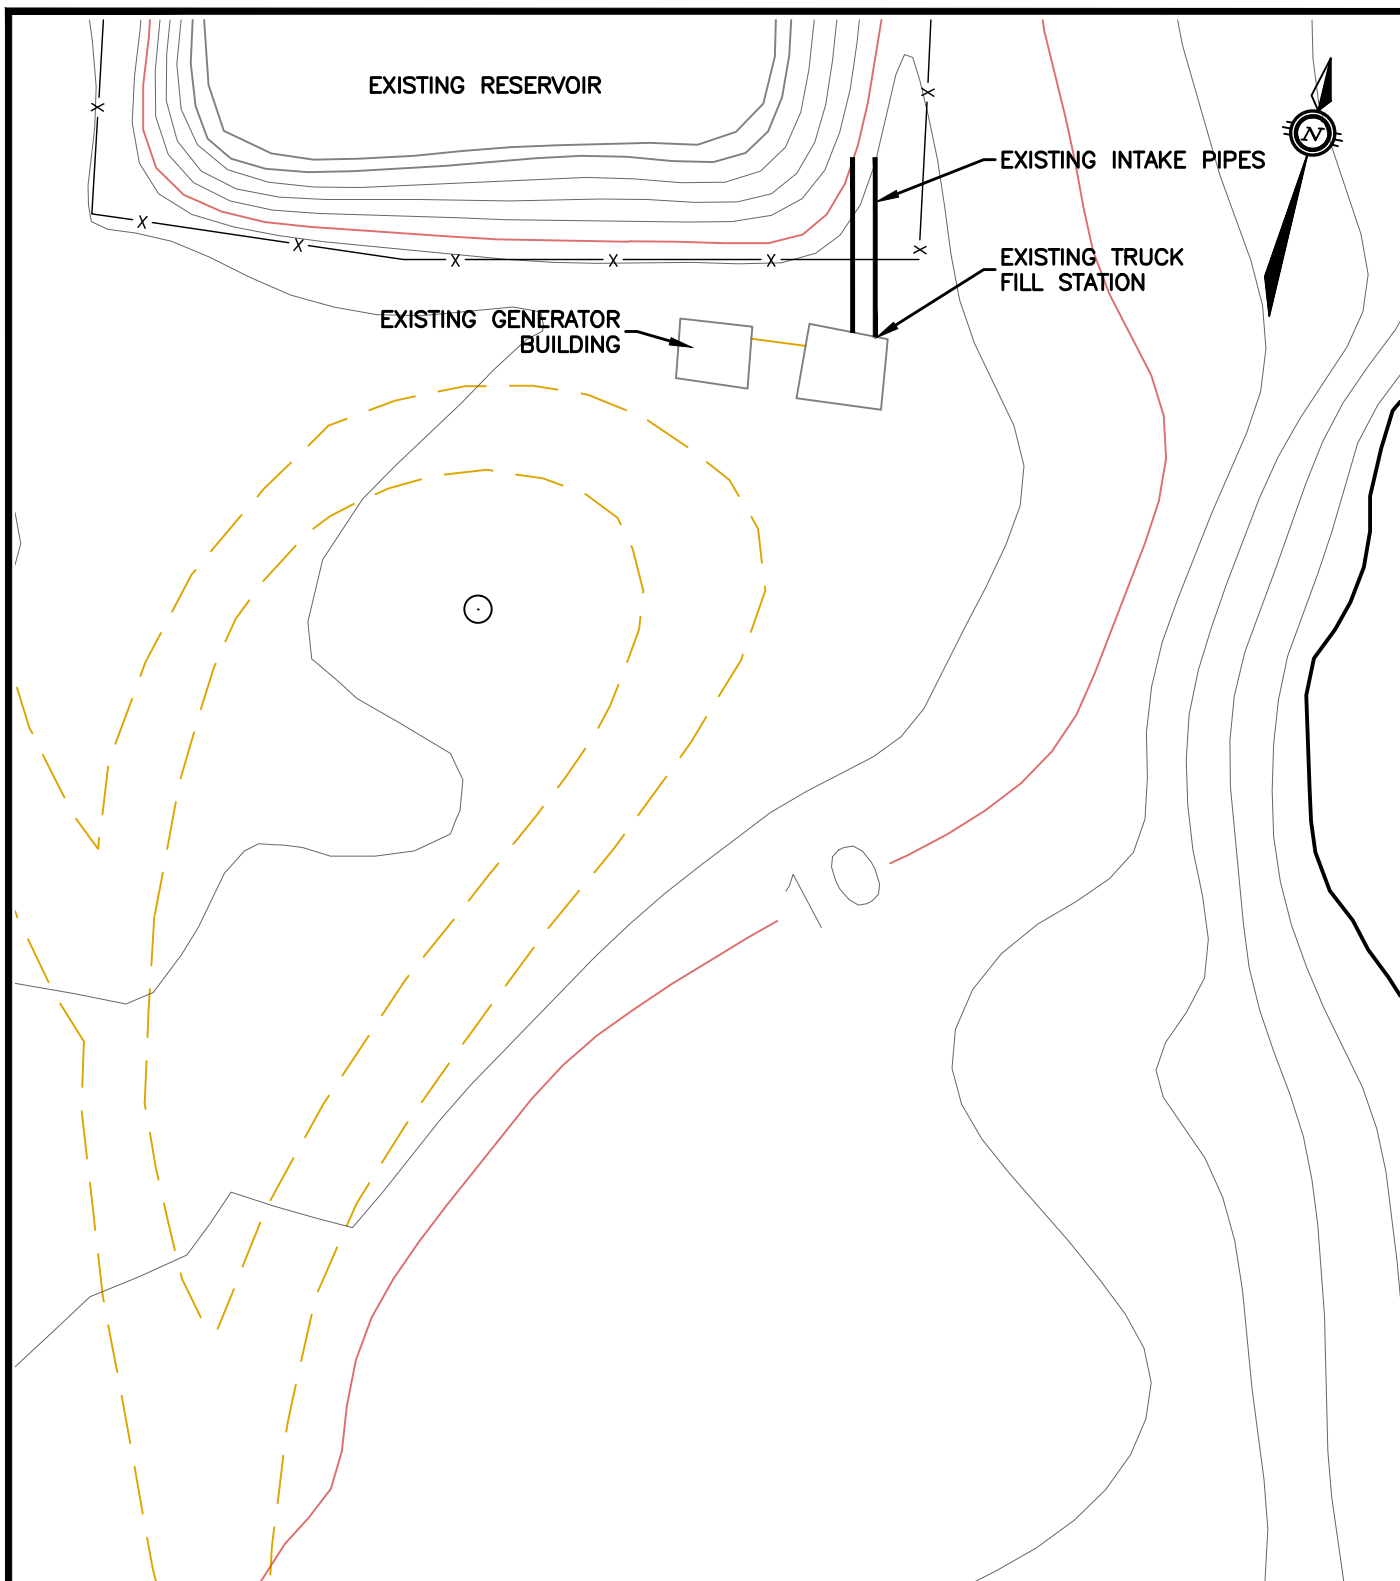 EXISTING RESERVOIR
N
EXISTING INTAKE PIPES
EXISTING TRUCK
FILL STATION
EXISTING GENERATOR
BUILDING
X
X
X
X
X
X
X
X
10